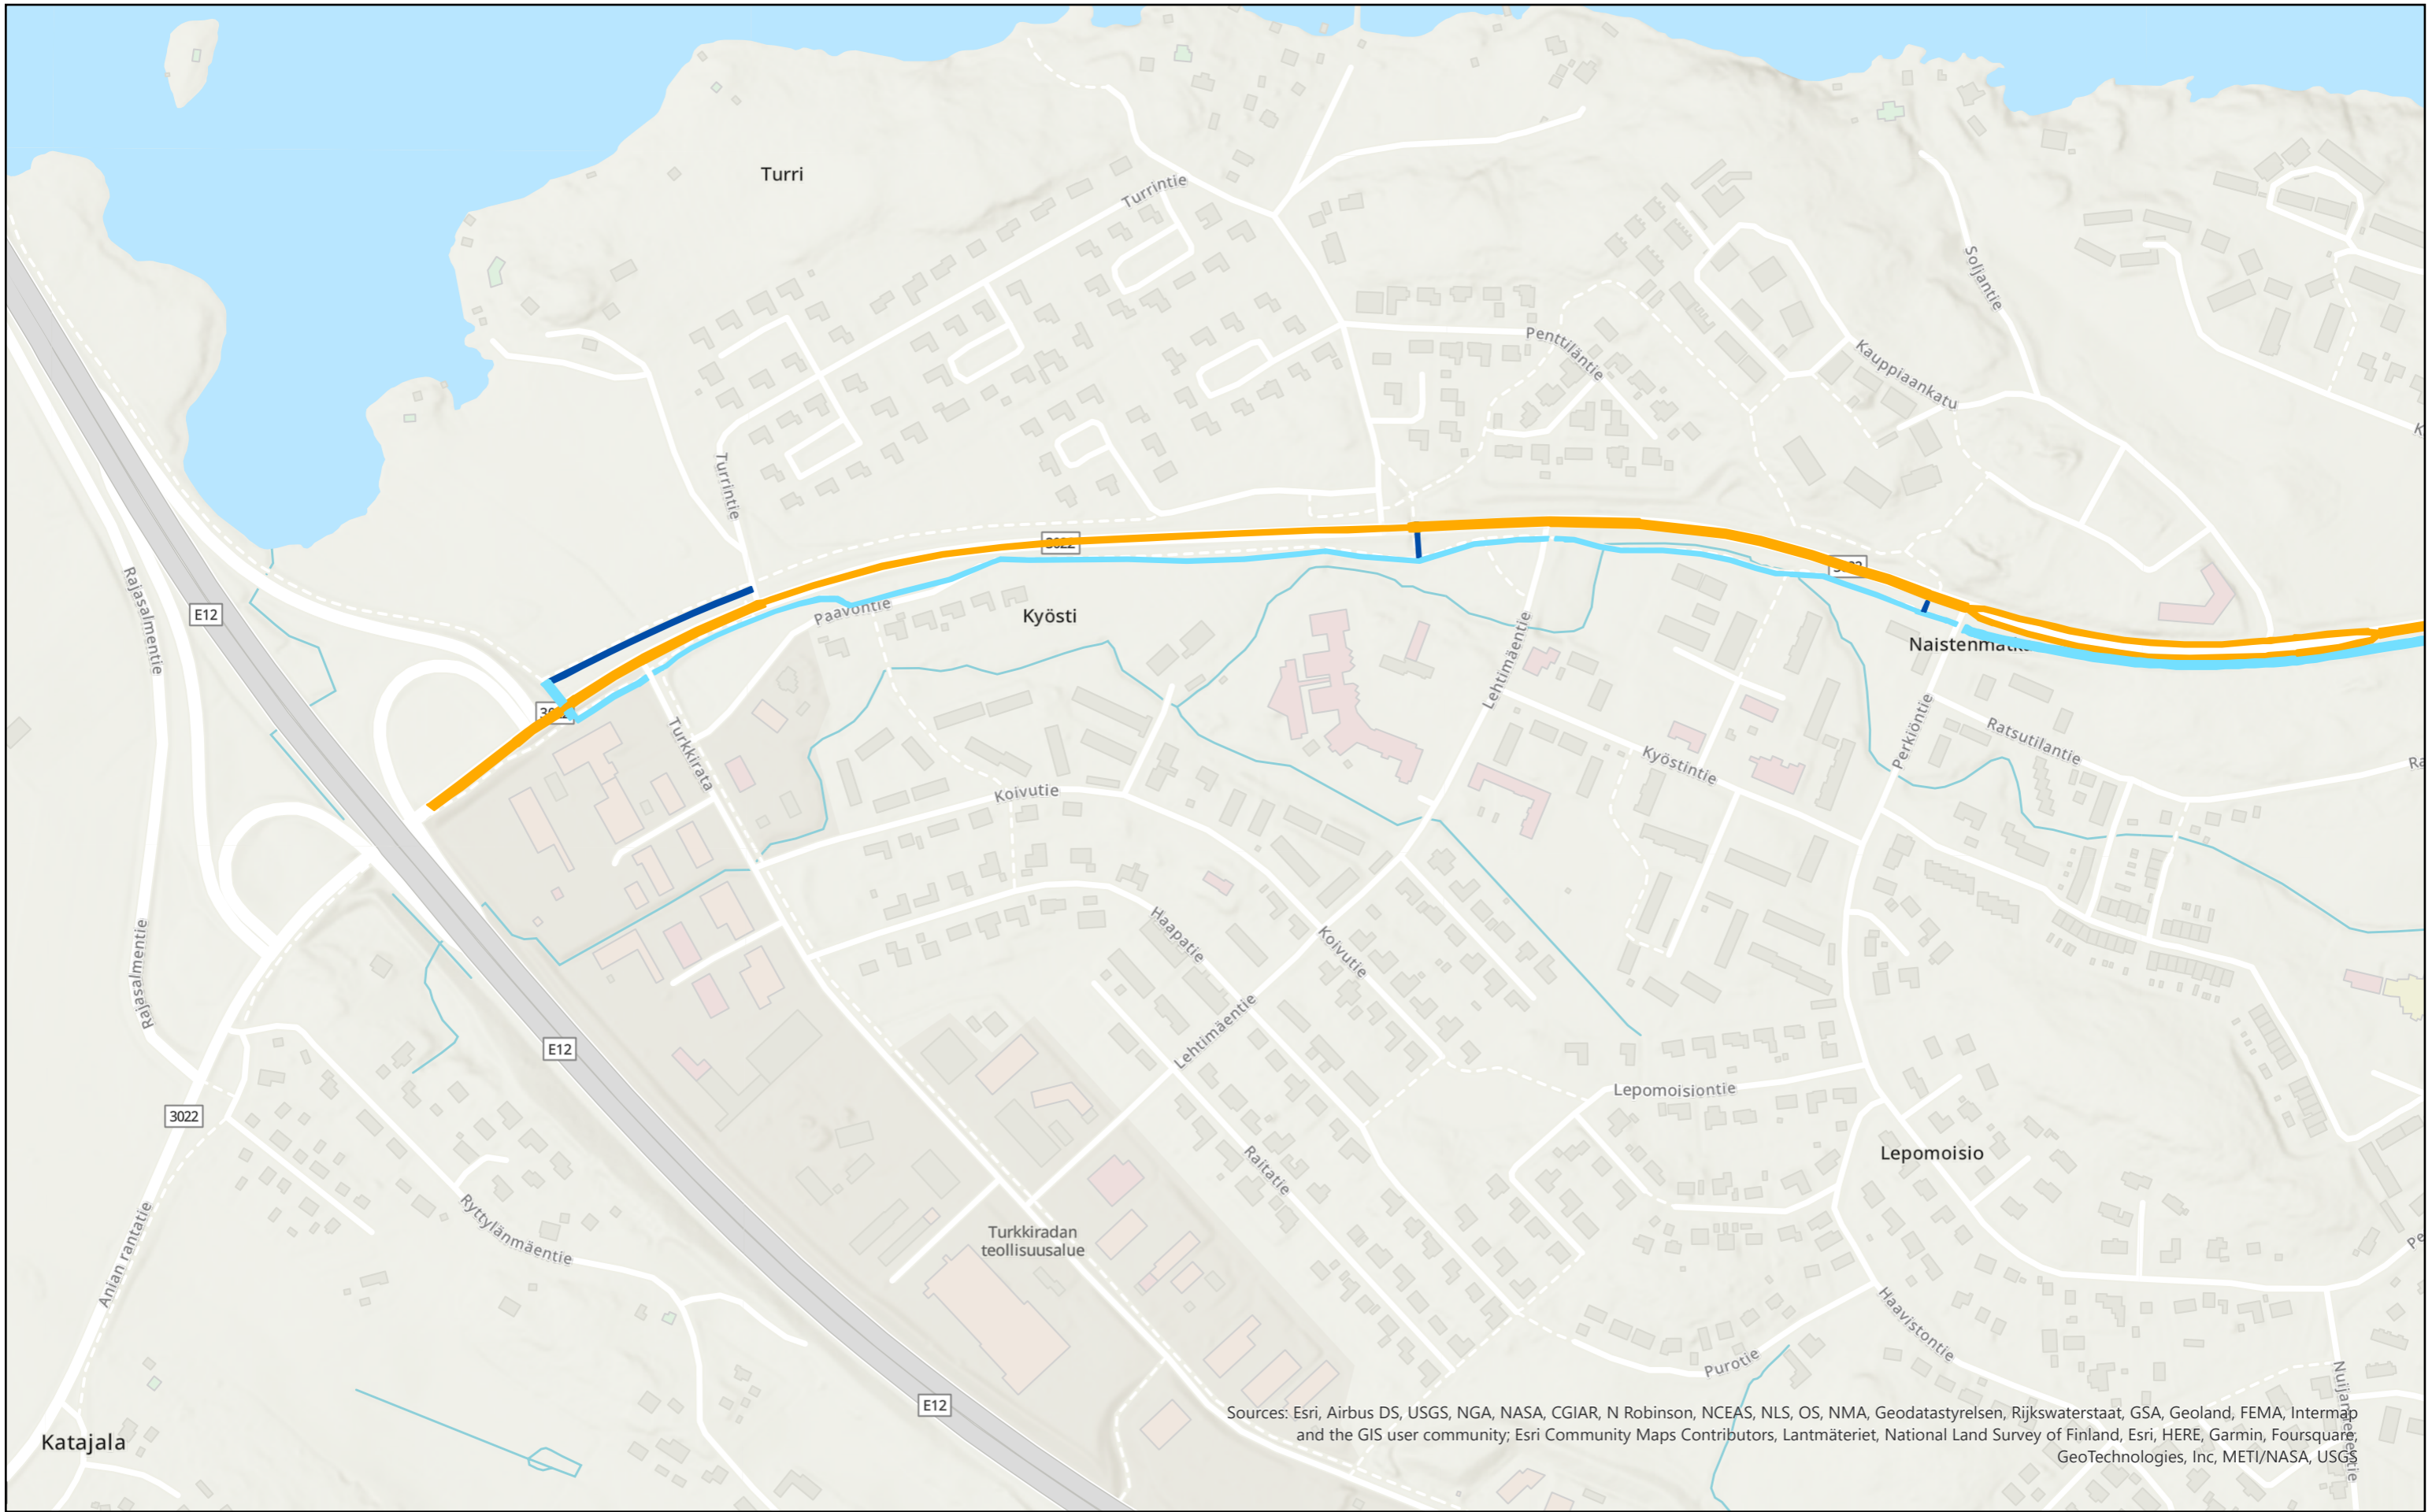 Turri
Turrintie
Soljantie
Penttiläntie
Kauppiaankatu
Turrintie
3022
Rajasalmentie
E12
Paavontie
Kyösti
Lehtimäentie
Naistenmatka
Turkkirata
Perkiöntie
Ratsutilantie
Kyöstintie
Koivutie
Rajasalmentie
Haapatie
Koivutie
Lehtimäentie
E12
3022
Lepomoisiontie
Raitatie
Lepomoisio
Ryttylänmäentie
Anian rantatie
Turkkiradan
teollisuusalue
Haavistontie
Purotie
E12
Katajala
Sources: Esri, Airbus DS, USGS, NGA, NASA, CGIAR, N Robinson, NCEAS, NLS, OS, NMA, Geodatastyrelsen, Rijkswaterstaat, GSA, Geoland, FEMA, Intermap
and the GIS user community; Esri Community Maps Contributors, Lantmäteriet, National Land Survey of Finland, Esri, HERE, Garmin, Foursquare,
GeoTechnologies, Inc, METI/NASA, USGS